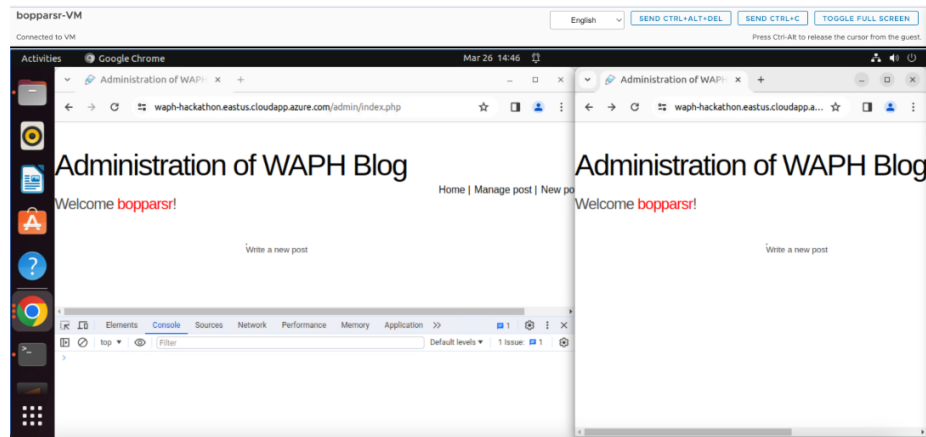 bopparsr-VM
English
SEND CTRL+ALT+DEL
SEND CTRL+C
TOGGLE FULL SCREEN
Connected to VM
Press Ctrl-Alt to release the cursor from the guest.
Activities
Google Chrome
Mar 26 14:46
Administration of WAPH
waph-hackathon.eastus.cloudapp.azure.com/admin/index.php
Administration of WAPH Blog
Home | Manage post | New po
Welcome bopparsr!
Write a new post
Elements Console Sources Network Performance Memory Application
1
top
Filter
Default levels
1 Issue: 1
Administration of WAPH
waph-hackathon.eastus.cloudapp.a...
Administration of WAPH Blog
Welcome bopparsr!
Write a new post